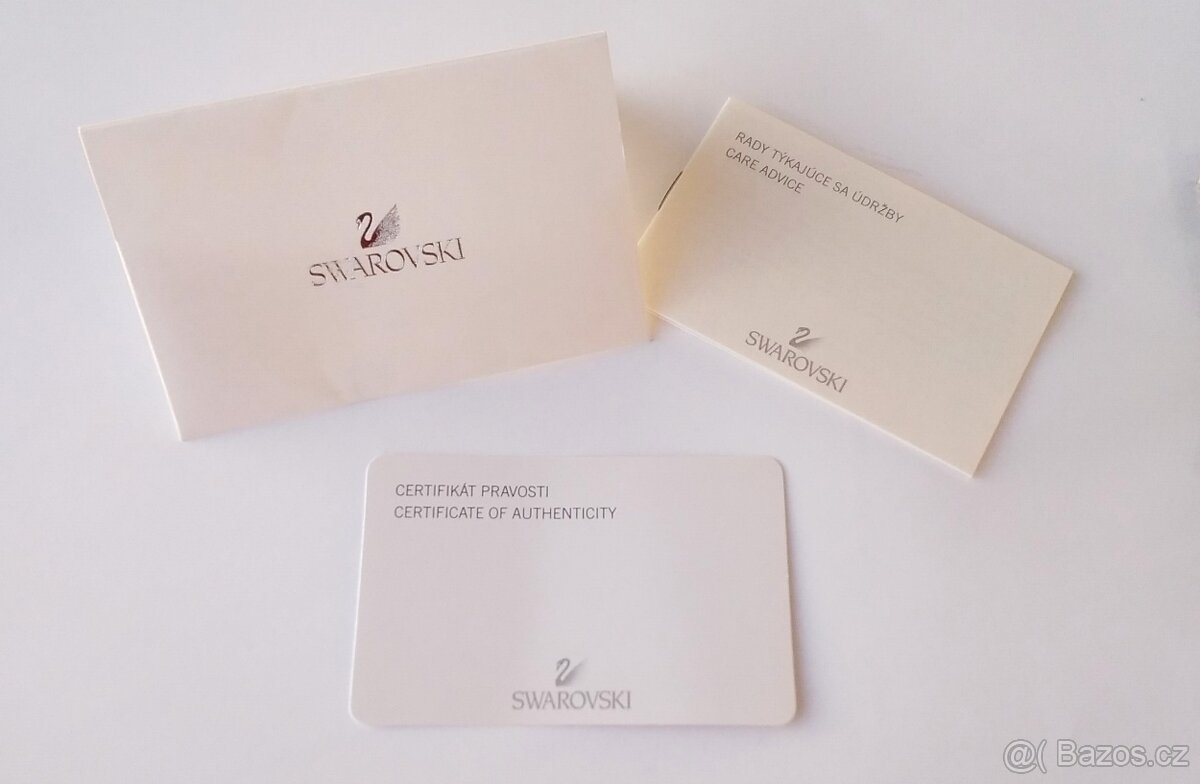 SWAROVSKI
RADY TÝKAJÚCE SA ÚDRŽBY
CARE ADVICE
SWAROVSKI
CERTIFIKÁT PRAVOSTI
CERTIFICATE OF AUTHENTICITY
SWAROVSKI
@( Bazos.cz